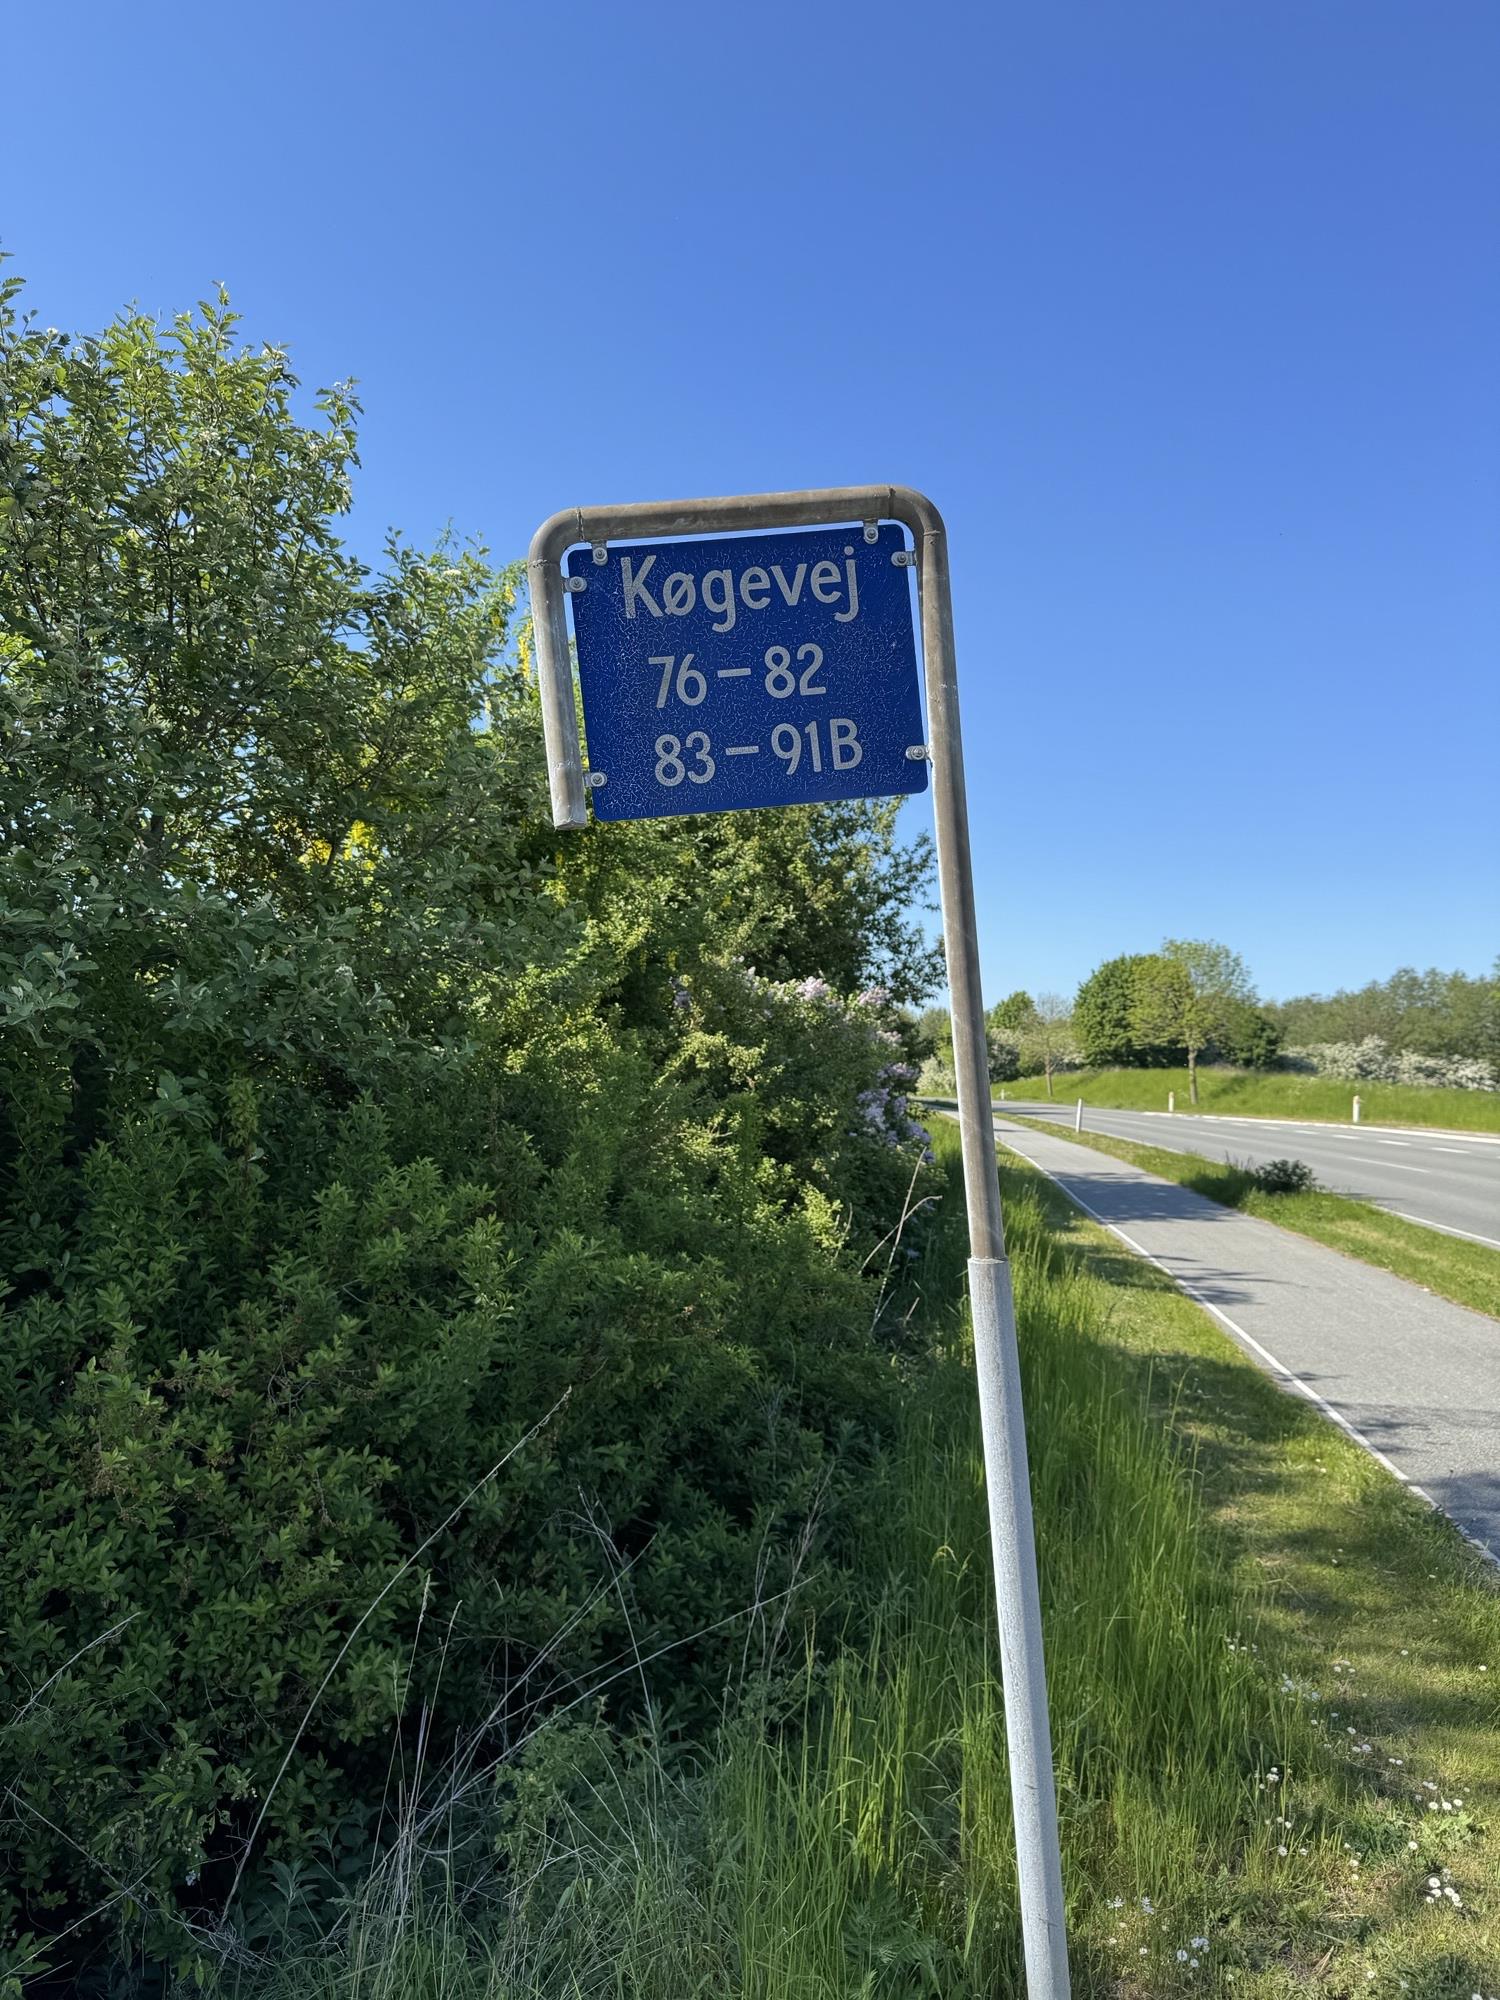 Køgevej
76 – 82
83 – 91B